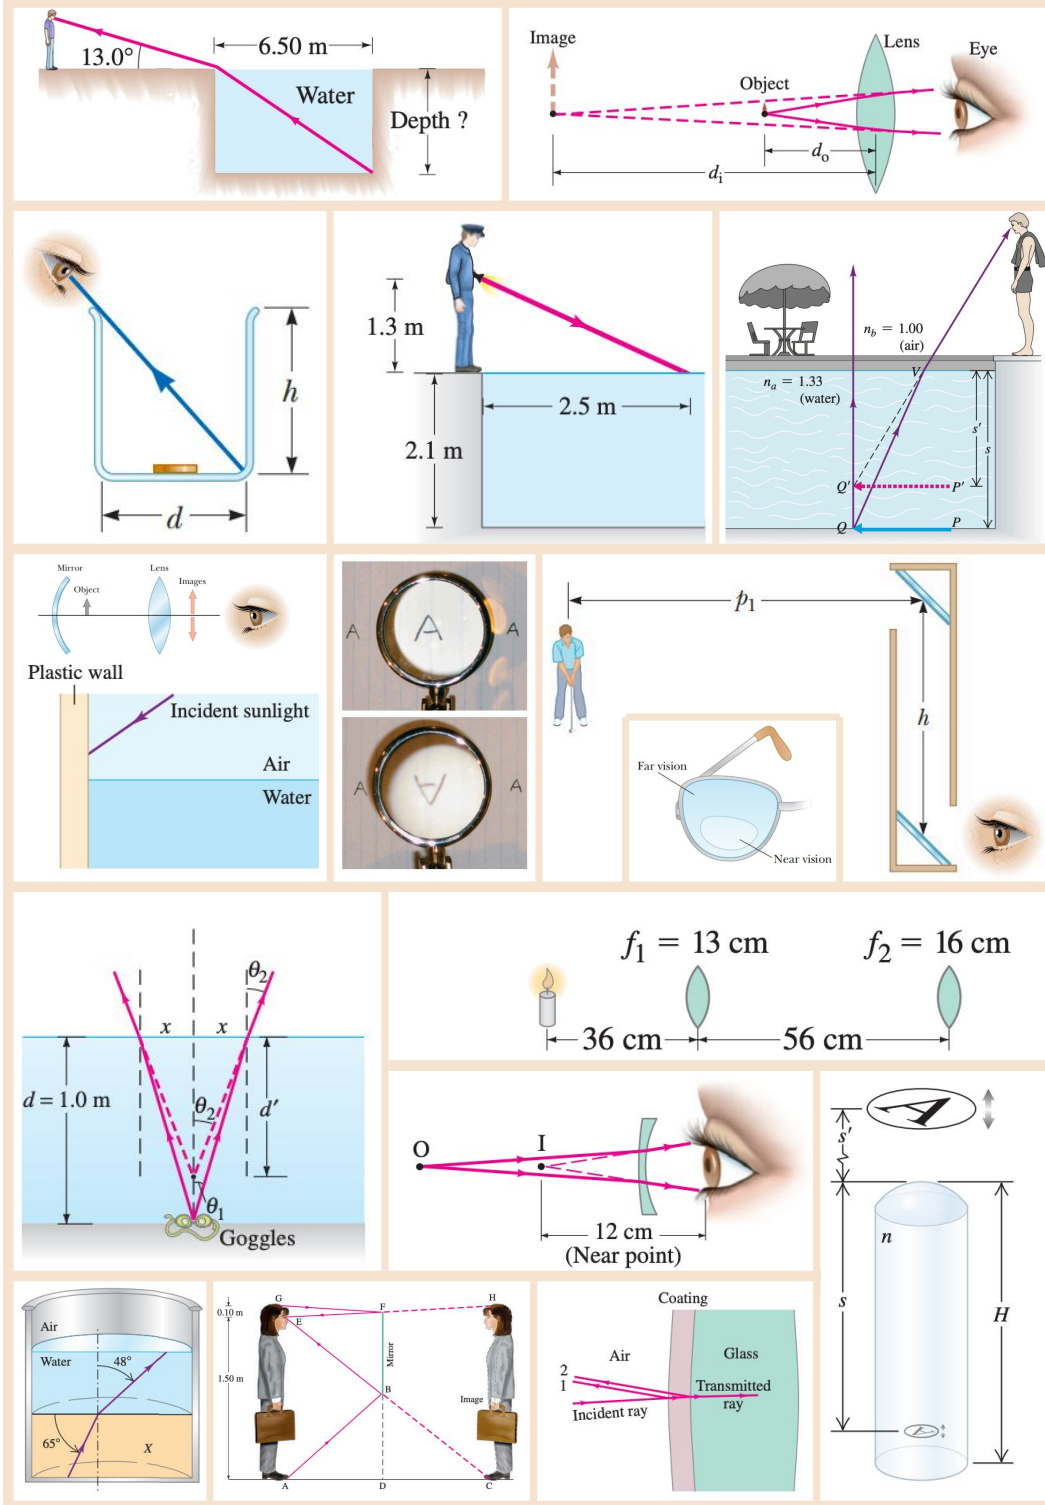 13.0°
6.50 m
Water
Depth ?
Image
Object
Lens
Eye
d_o
d_i
h
d
1.3 m
2.5 m
2.1 m
n_b = 1.00
(air)
n_a = 1.33
(water)
V
s'
s
Q'
P'
Q
P
Mirror
Object
Lens
Images
Plastic wall
Incident sunlight
Air
Water
A A A
A A A
p_1
h
Far vision
Near vision
θ_2
x x
d = 1.0 m
θ_2
d'
θ_1
Goggles
f_1 = 13 cm
f_2 = 16 cm
36 cm
56 cm
O
I
12 cm
(Near point)
A
s'
n
s
H
A
Air
Water
48°
65°
X
G
F
H
0.10 m
E
Mirror
1.50 m
B
Image
A
D
C
Coating
Air
Glass
2
1
Transmitted
ray
Incident ray